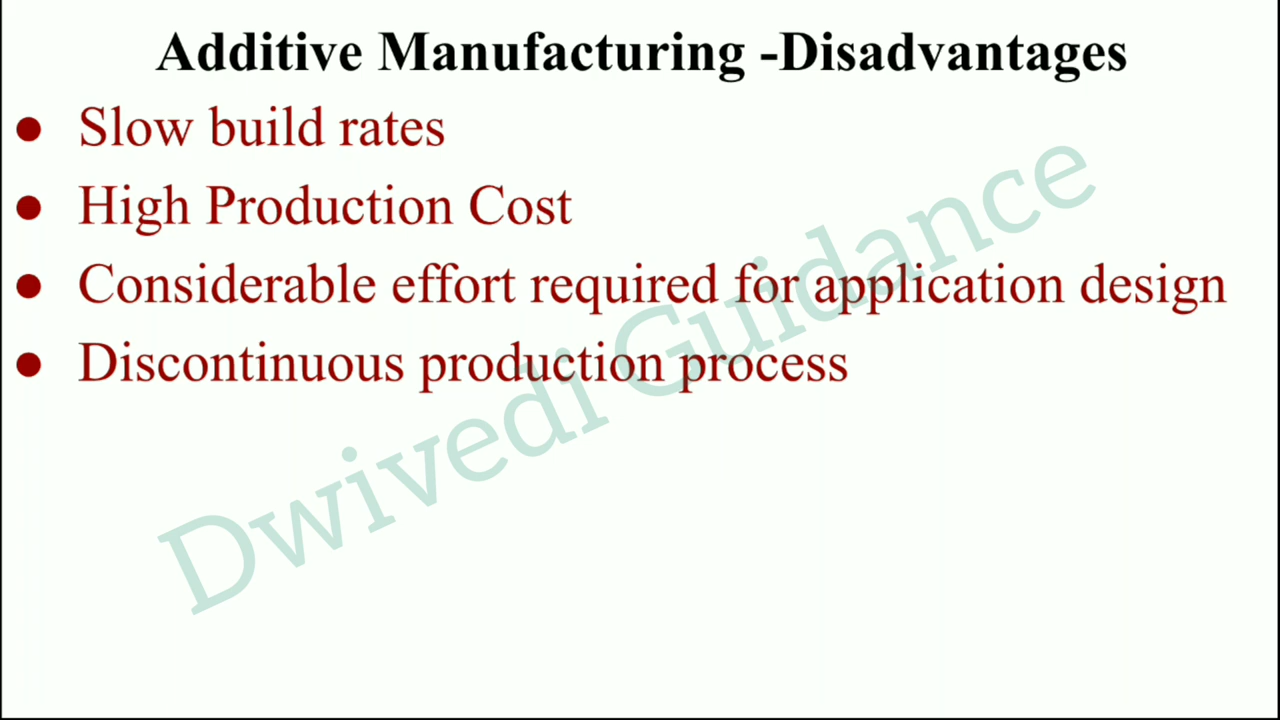 Additive Manufacturing -Disadvantages
● Slow build rates
● High Production Cost
● Considerable effort required for application design
● Discontinuous production process
Dwivedi Guidance